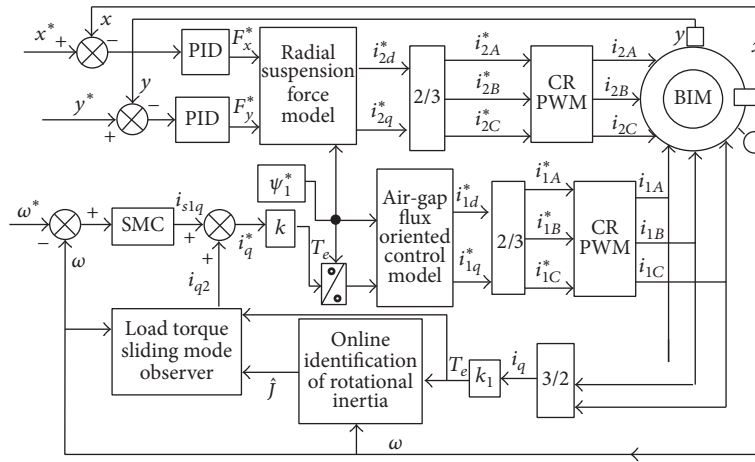 x
x* +
−
PID
F*x
Radial suspension force model
i*2d
i*2q
2/3
i*2A
i*2B
i*2C
CR PWM
i2A
i2B
i2C
y
x
BIM
y
y*
−
+
PID
F*y
ψ*1
ω*
+
−
ω
SMC
is1q
+
+
i*q
iq2
k
Te
Air-gap flux oriented control model
i*1d
i*1q
2/3
i*1A
i*1B
i*1C
CR PWM
i1A
i1B
i1C
Load torque sliding mode observer
Ĵ
Online identification of rotational inertia
Te
k1
iq
3/2
ω